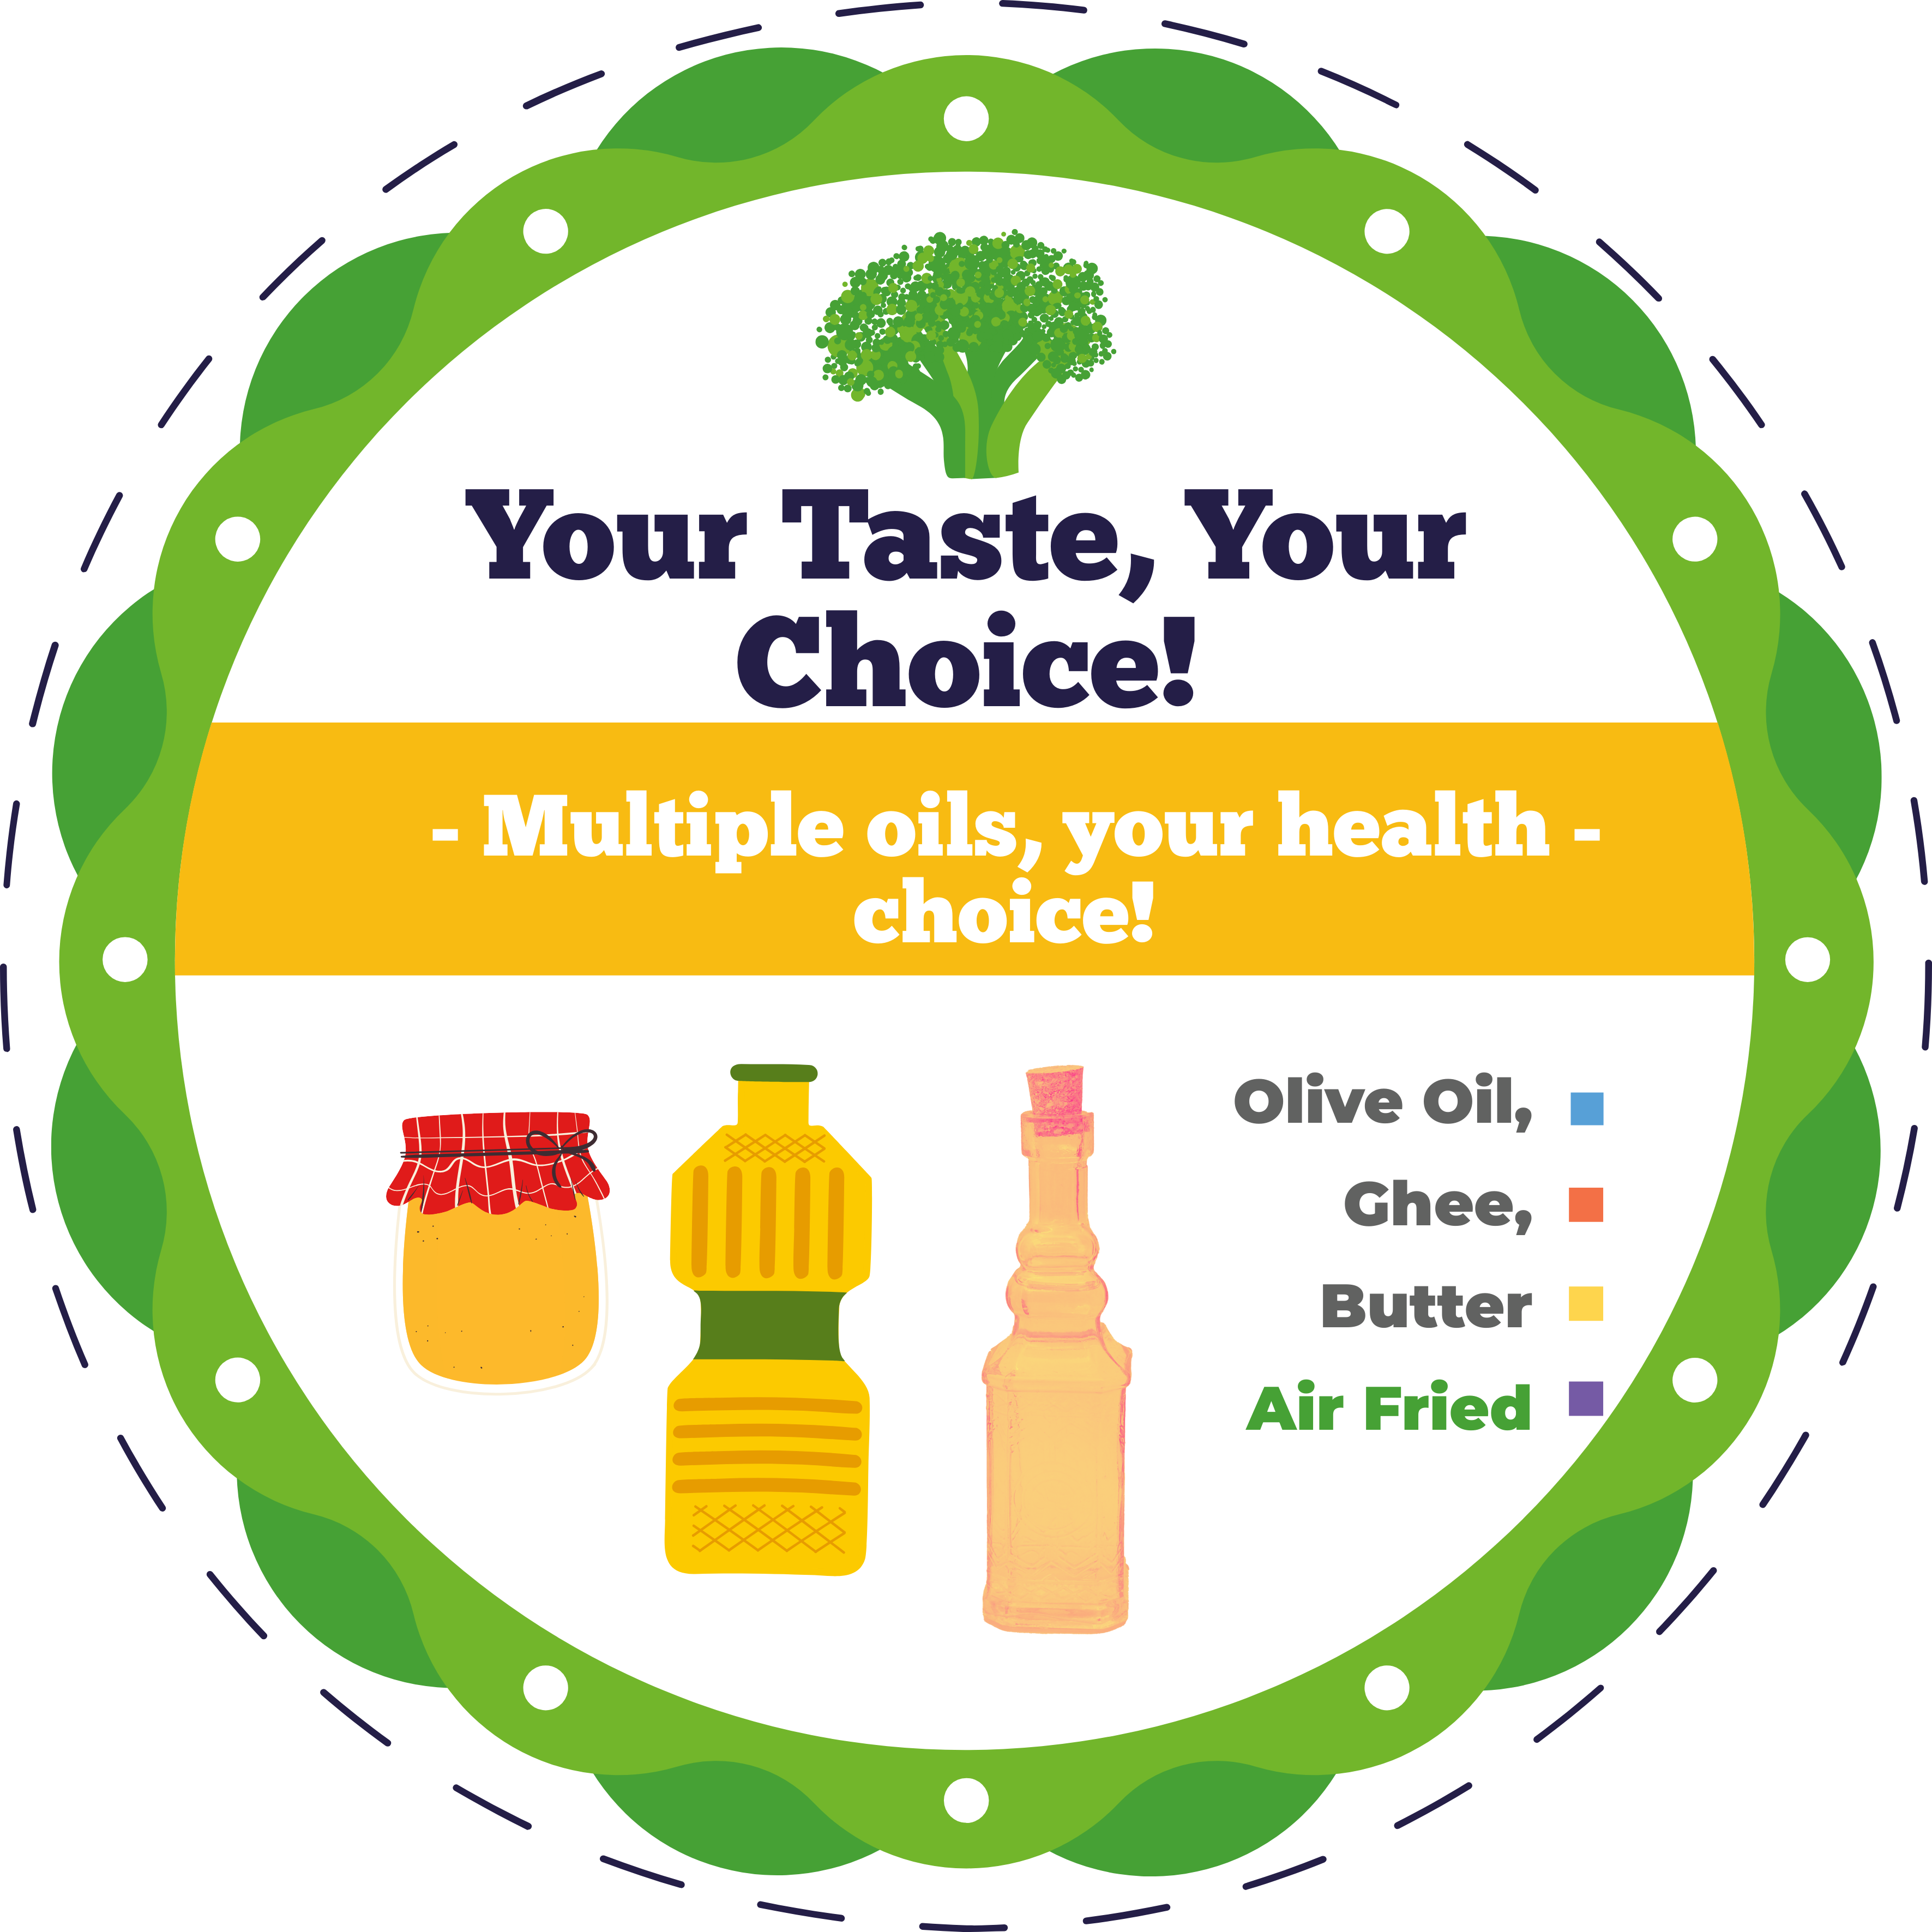 Your Taste, Your
Choice!
- Multiple oils, your health -
choice!
Olive Oil,
Ghee,
Butter
Air Fried